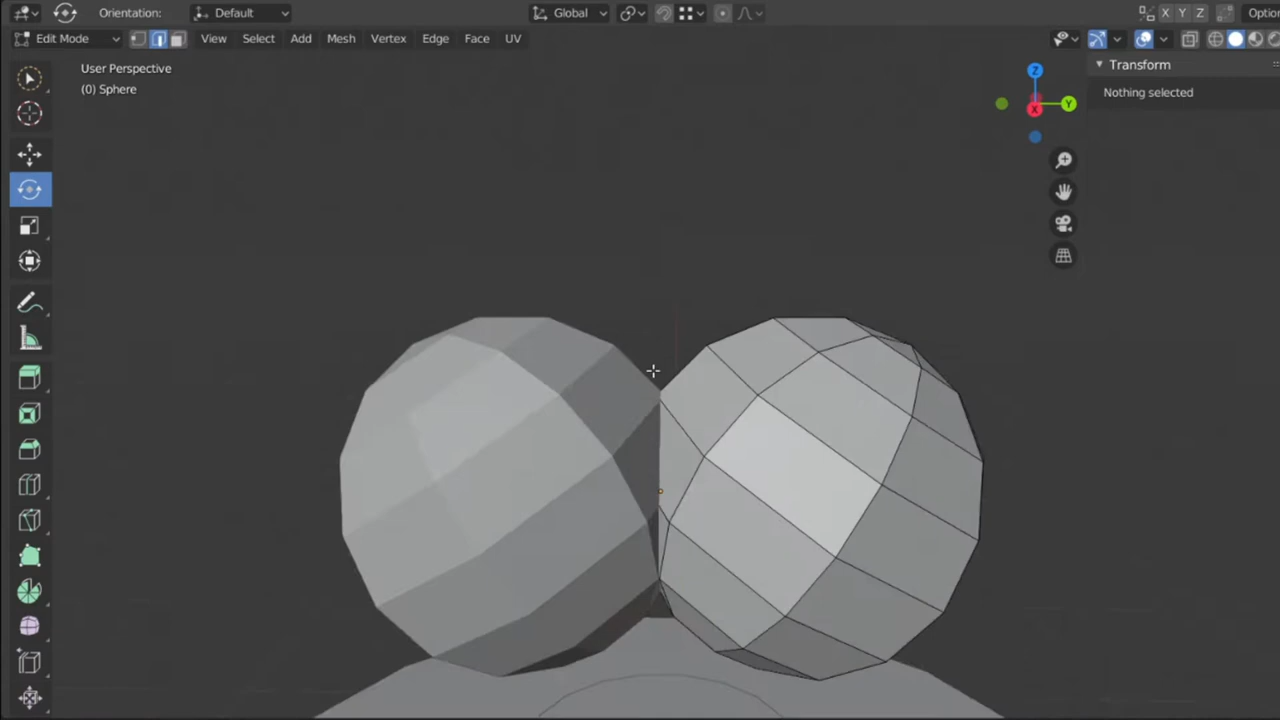 Orientation: Default Global X Y Z Optio
Edit Mode View Select Add Mesh Vertex Edge Face UV
User Perspective
(0) Sphere
Transform
Nothing selected
Z
Y
X